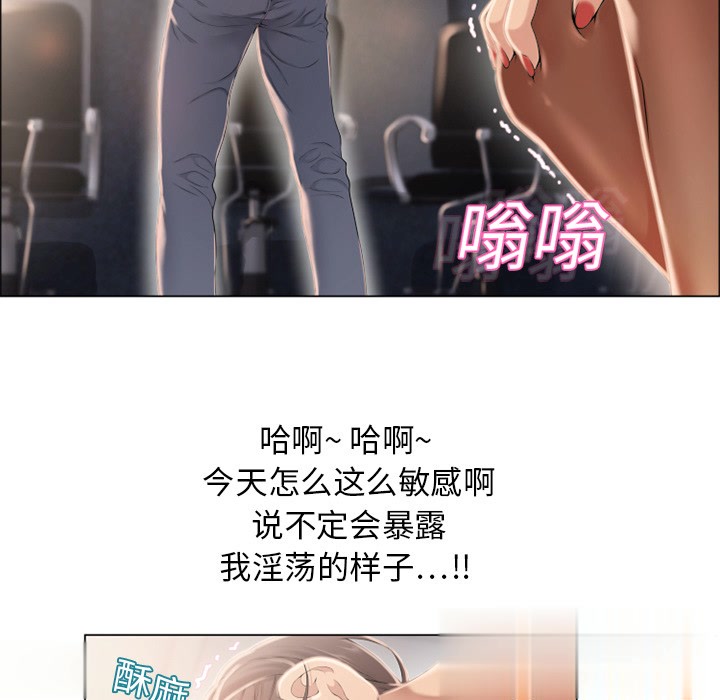 嗡嗡
哈啊~ 哈啊~
今天怎么这么敏感啊
说不定会暴露
我淫荡的样子...!!
酥麻